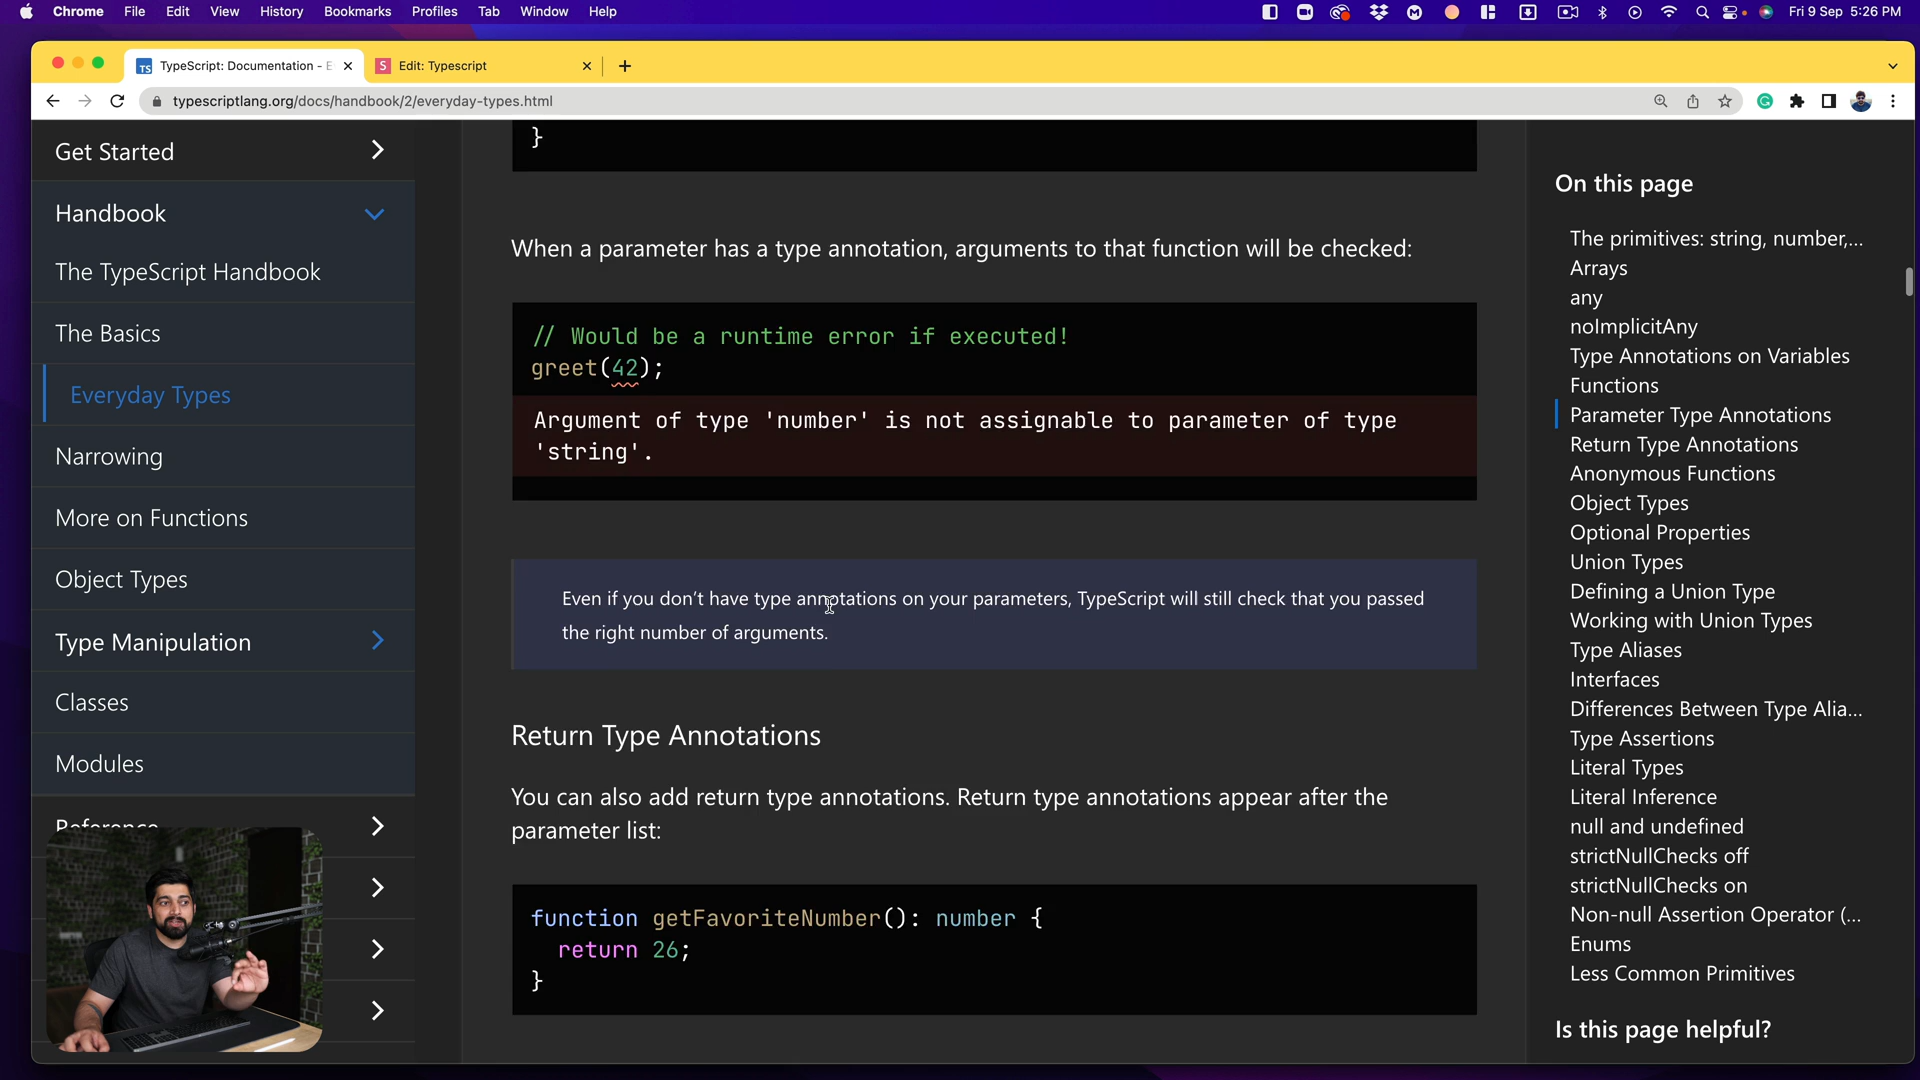 Chrome File Edit View History Bookmarks Profiles Tab Window Help
Fri 9 Sep 5:26 PM
TypeScript: Documentation - E
Edit: Typescript
typescriptlang.org/docs/handbook/2/everyday-types.html
Get Started
Handbook
The TypeScript Handbook
The Basics
Everyday Types
Narrowing
More on Functions
Object Types
Type Manipulation
Classes
Modules
Reference
}
When a parameter has a type annotation, arguments to that function will be checked:
// Would be a runtime error if executed!
greet(42);
Argument of type 'number' is not assignable to parameter of type
'string'.
Even if you don't have type annotations on your parameters, TypeScript will still check that you passed
the right number of arguments.
Return Type Annotations
You can also add return type annotations. Return type annotations appear after the
parameter list:
function getFavoriteNumber(): number {
return 26;
}
On this page
The primitives: string, number,...
Arrays
any
noImplicitAny
Type Annotations on Variables
Functions
Parameter Type Annotations
Return Type Annotations
Anonymous Functions
Object Types
Optional Properties
Union Types
Defining a Union Type
Working with Union Types
Type Aliases
Interfaces
Differences Between Type Alia...
Type Assertions
Literal Types
Literal Inference
null and undefined
strictNullChecks off
strictNullChecks on
Non-null Assertion Operator (...
Enums
Less Common Primitives
Is this page helpful?